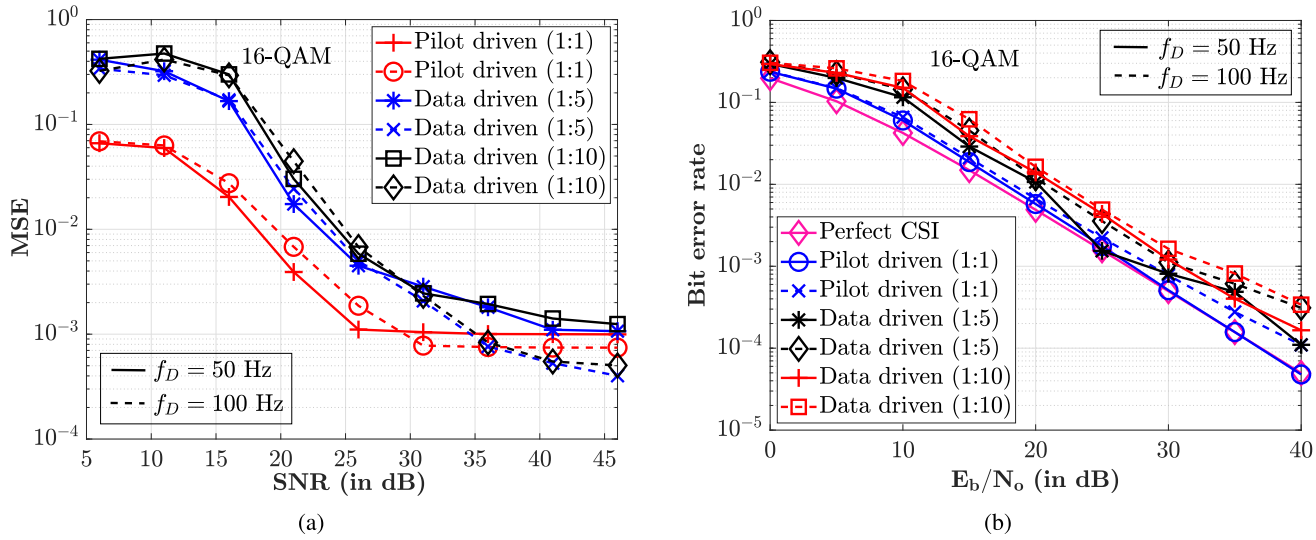 16-QAM
Pilot driven (1:1)
Pilot driven (1:1)
Data driven (1:5)
Data driven (1:5)
Data driven (1:10)
Data driven (1:10)
f_D = 50 Hz
f_D = 100 Hz
MSE
10^0
10^-1
10^-2
10^-3
10^-4
5 10 15 20 25 30 35 40 45
SNR (in dB)
(a)
16-QAM
f_D = 50 Hz
f_D = 100 Hz
Perfect CSI
Pilot driven (1:1)
Pilot driven (1:1)
Data driven (1:5)
Data driven (1:5)
Data driven (1:10)
Data driven (1:10)
Bit error rate
10^0
10^-1
10^-2
10^-3
10^-4
10^-5
0 10 20 30 40
E_b/N_o (in dB)
(b)